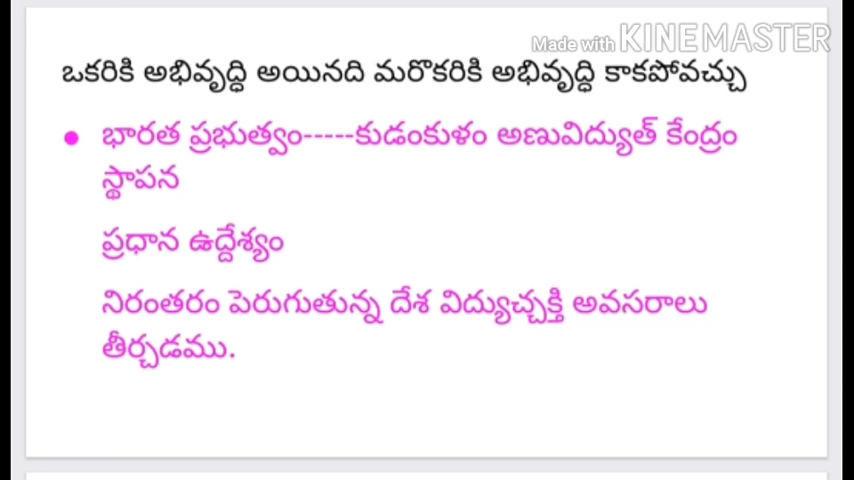 Made with KINEMASTER
ఒకరికి అభివృద్ధి అయినది మరొకరికి అభివృద్ధి కాకపోవచ్చు
• భారత ప్రభుత్వం-----కుడంకుళం అణువిద్యుత్ కేంద్రం
స్థాపన
ప్రధాన ఉద్దేశ్యం
నిరంతరం పెరుగుతున్న దేశ విద్యుచ్ఛక్తి అవసరాలు
తీర్చడము.